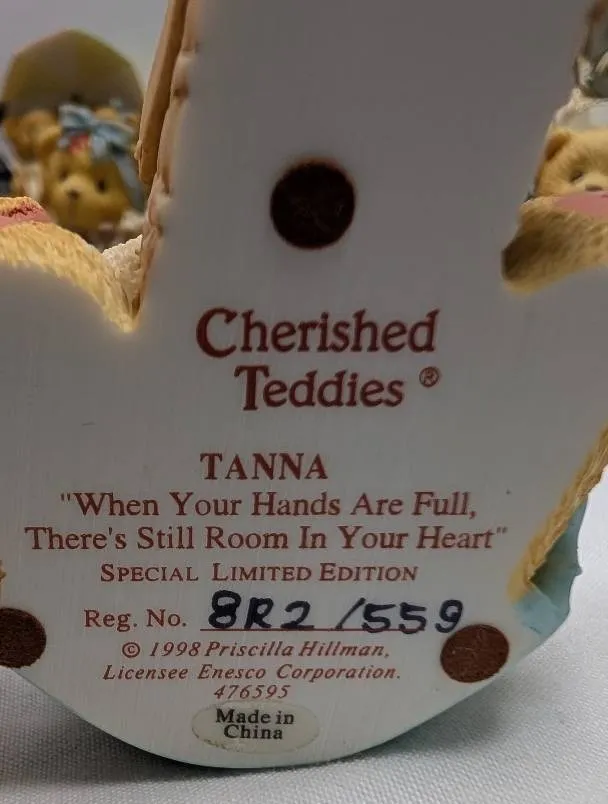 Cherished
Teddies ®
TANNA
"When Your Hands Are Full,
There's Still Room In Your Heart"
SPECIAL LIMITED EDITION
Reg. No. 8R2 /559
© 1998 Priscilla Hillman,
Licensee Enesco Corporation.
476595
Made in
China